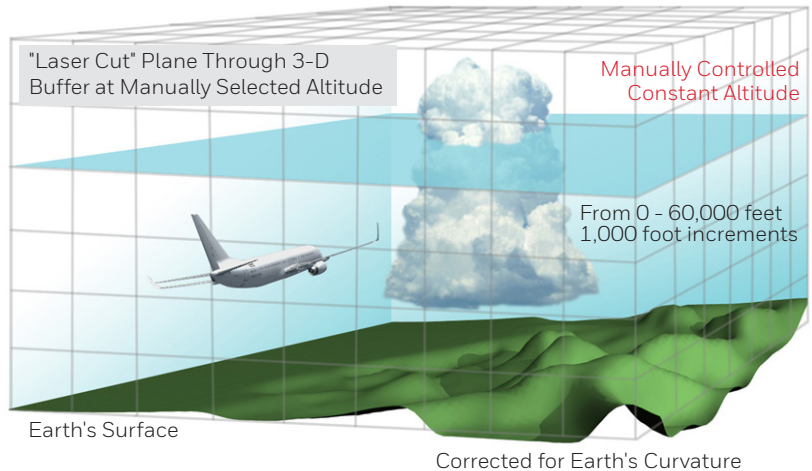 "Laser Cut" Plane Through 3-D
Buffer at Manually Selected Altitude
Manually Controlled
Constant Altitude
From 0 - 60,000 feet
1,000 foot increments
Earth's Surface
Corrected for Earth's Curvature